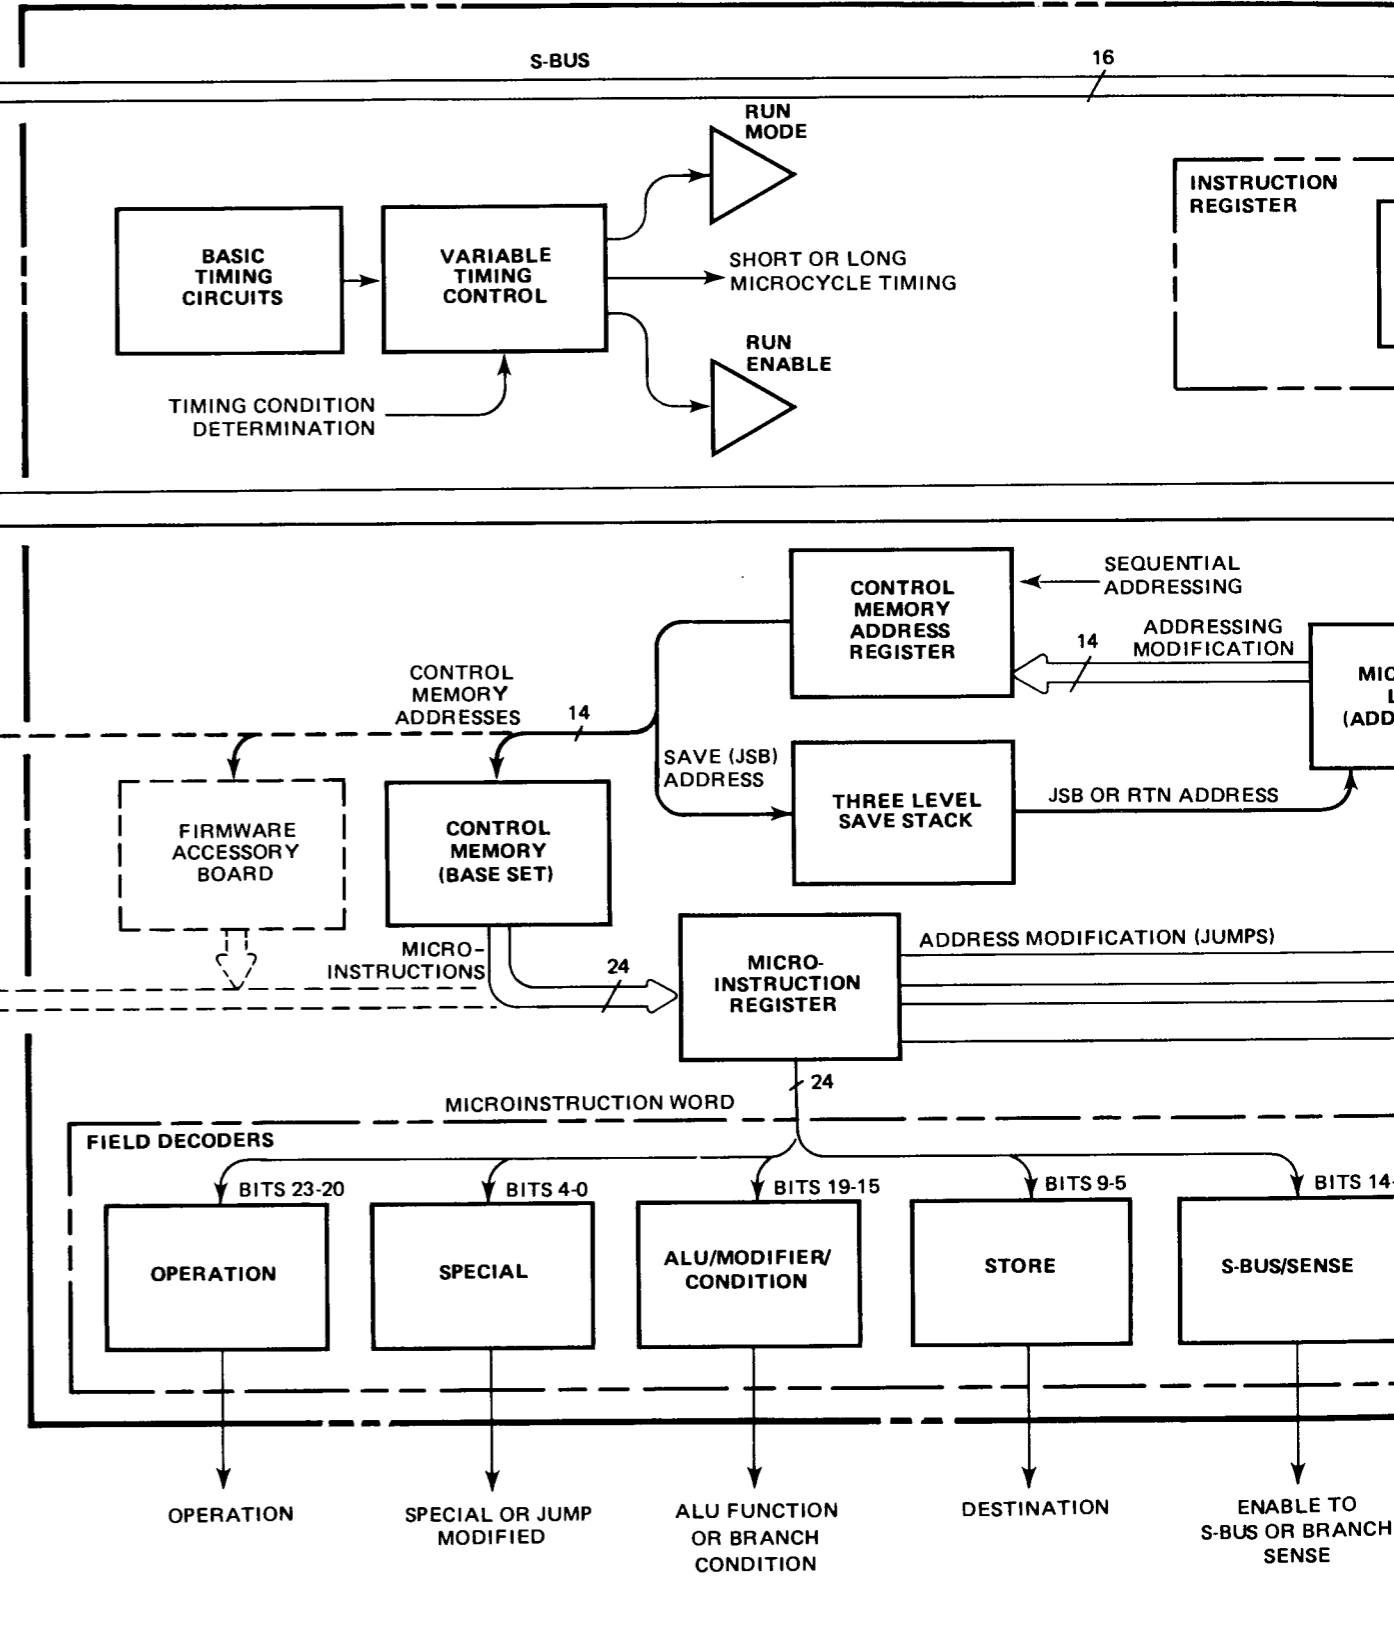 S-BUS
16
RUN
MODE
INSTRUCTION
REGISTER
BASIC
TIMING
CIRCUITS
VARIABLE
TIMING
CONTROL
SHORT OR LONG
MICROCYCLE TIMING
RUN
ENABLE
TIMING CONDITION
DETERMINATION
CONTROL
MEMORY
ADDRESS
REGISTER
SEQUENTIAL
ADDRESSING
14
ADDRESSING
MODIFICATION
MIC
L
(ADD
CONTROL
MEMORY
ADDRESSES
14
SAVE (JSB)
ADDRESS
THREE LEVEL
SAVE STACK
JSB OR RTN ADDRESS
FIRMWARE
ACCESSORY
BOARD
CONTROL
MEMORY
(BASE SET)
MICRO-
INSTRUCTIONS
24
MICRO-
INSTRUCTION
REGISTER
ADDRESS MODIFICATION (JUMPS)
24
MICROINSTRUCTION WORD
FIELD DECODERS
BITS 23-20
BITS 4-0
BITS 19-15
BITS 9-5
BITS 14-
OPERATION
SPECIAL
ALU/MODIFIER/
CONDITION
STORE
S-BUS/SENSE
OPERATION
SPECIAL OR JUMP
MODIFIED
ALU FUNCTION
OR BRANCH
CONDITION
DESTINATION
ENABLE TO
S-BUS OR BRANCH
SENSE